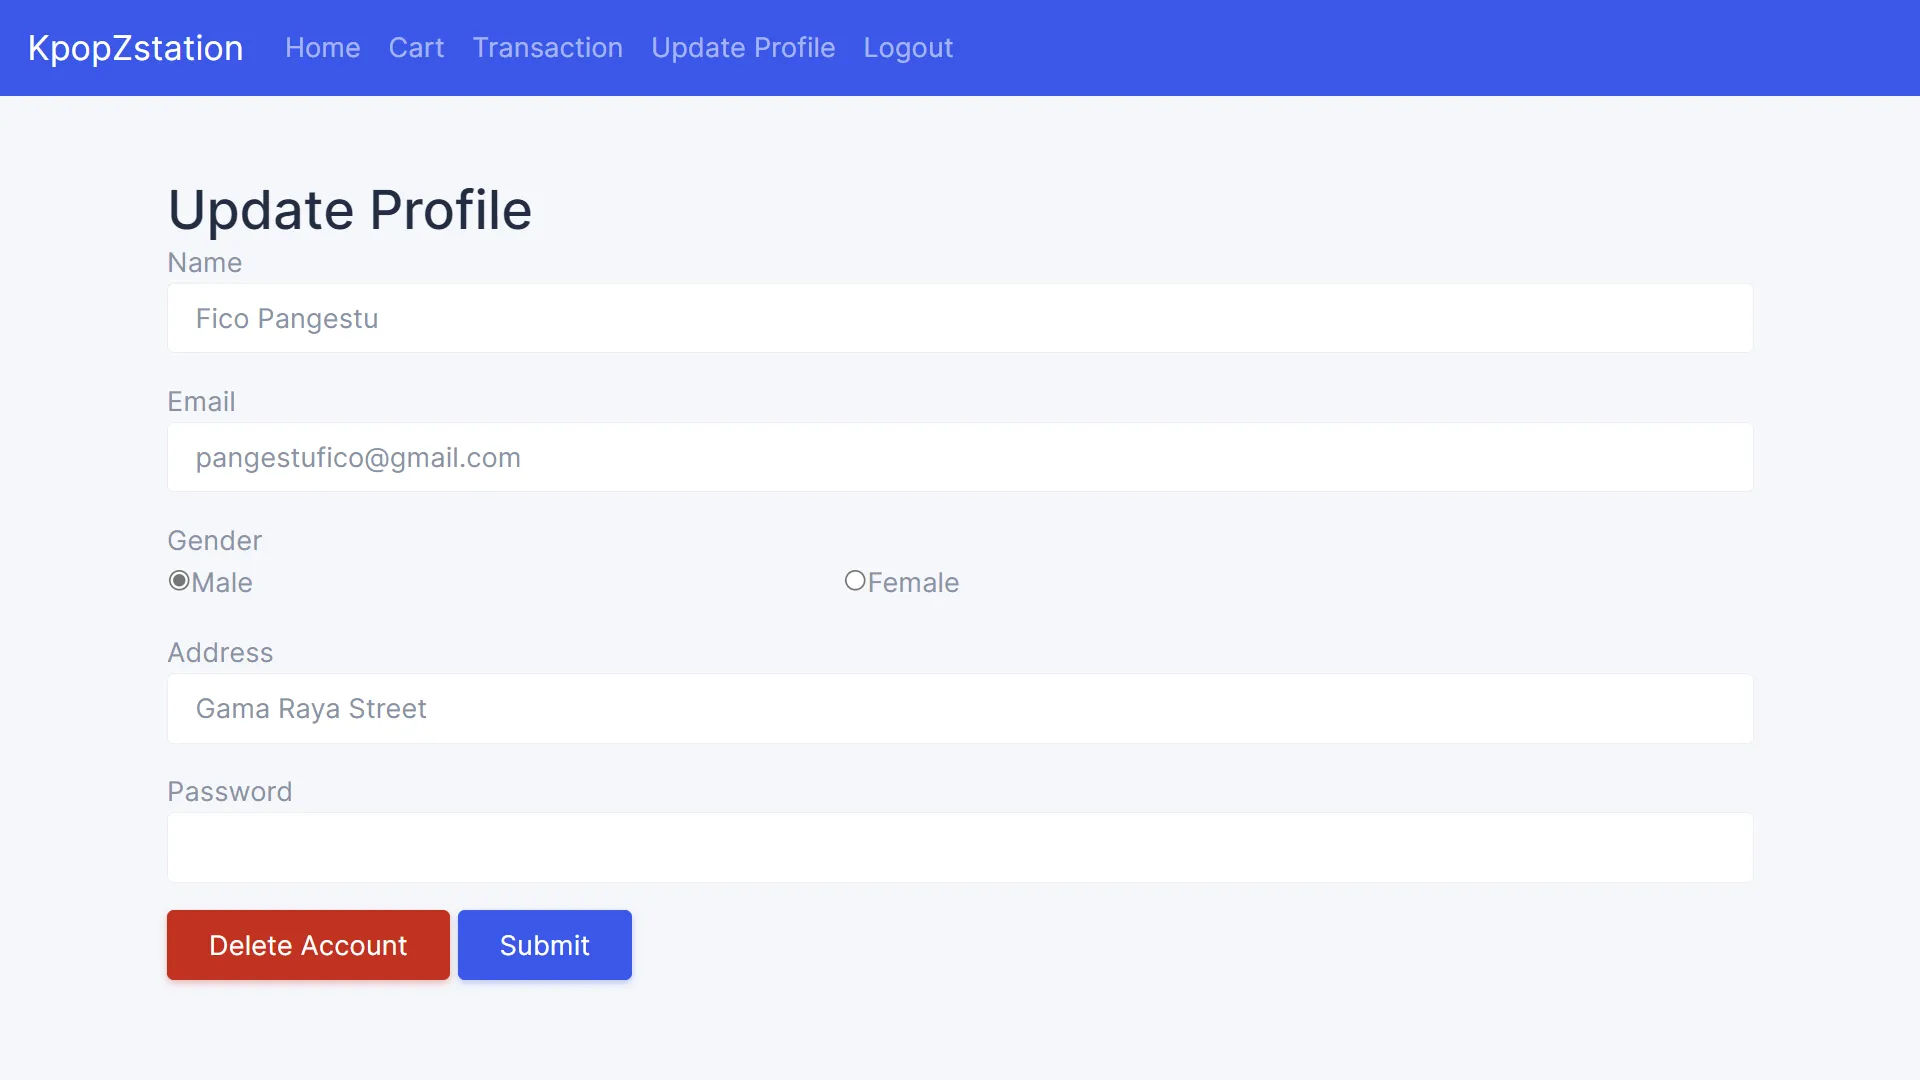 KpopZstation Home Cart Transaction Update Profile Logout
Update Profile
Name
Fico Pangestu
Email
pangestufico@gmail.com
Gender
Male Female
Address
Gama Raya Street
Password
Delete Account Submit